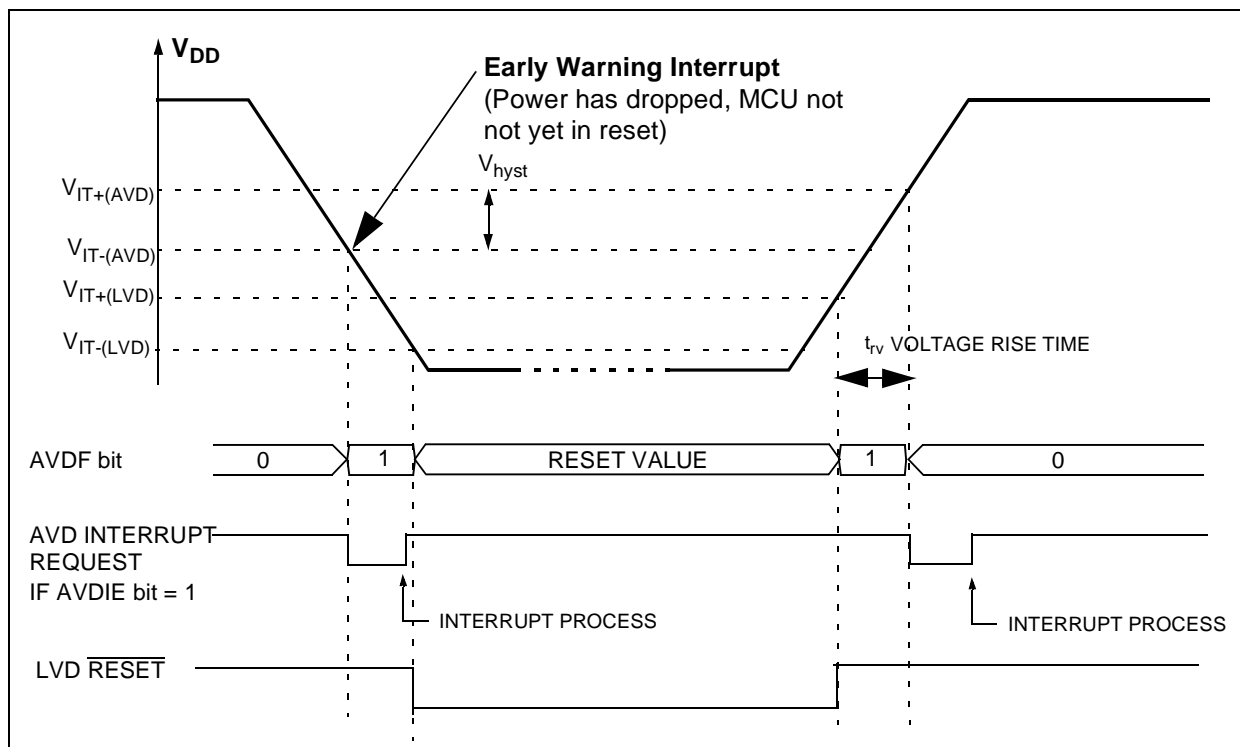 VDD
Early Warning Interrupt
(Power has dropped, MCU not
not yet in reset)
Vhyst
VIT+(AVD)
VIT-(AVD)
VIT+(LVD)
VIT-(LVD)
trv VOLTAGE RISE TIME
AVDF bit
0
1
RESET VALUE
1
0
AVD INTERRUPT
REQUEST
IF AVDIE bit = 1
INTERRUPT PROCESS
INTERRUPT PROCESS
LVD RESET